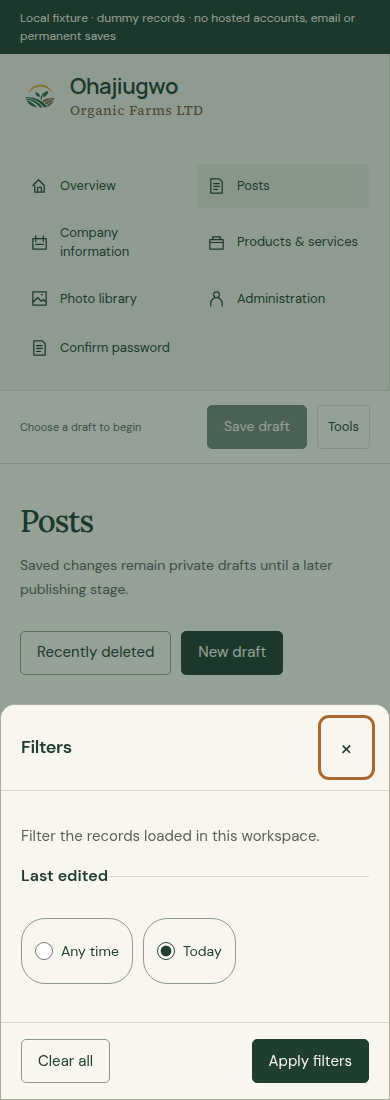 Local fixture · dummy records · no hosted accounts, email or
permanent saves
Ohajiugwo
Organic Farms LTD
Overview
Posts
Company
information
Products & services
Photo library
Administration
Confirm password
Choose a draft to begin
Save draft
Tools
Posts
Saved changes remain private drafts until a later
publishing stage.
Recently deleted
New draft
Filters
×
Filter the records loaded in this workspace.
Last edited
Any time
Today
Clear all
Apply filters